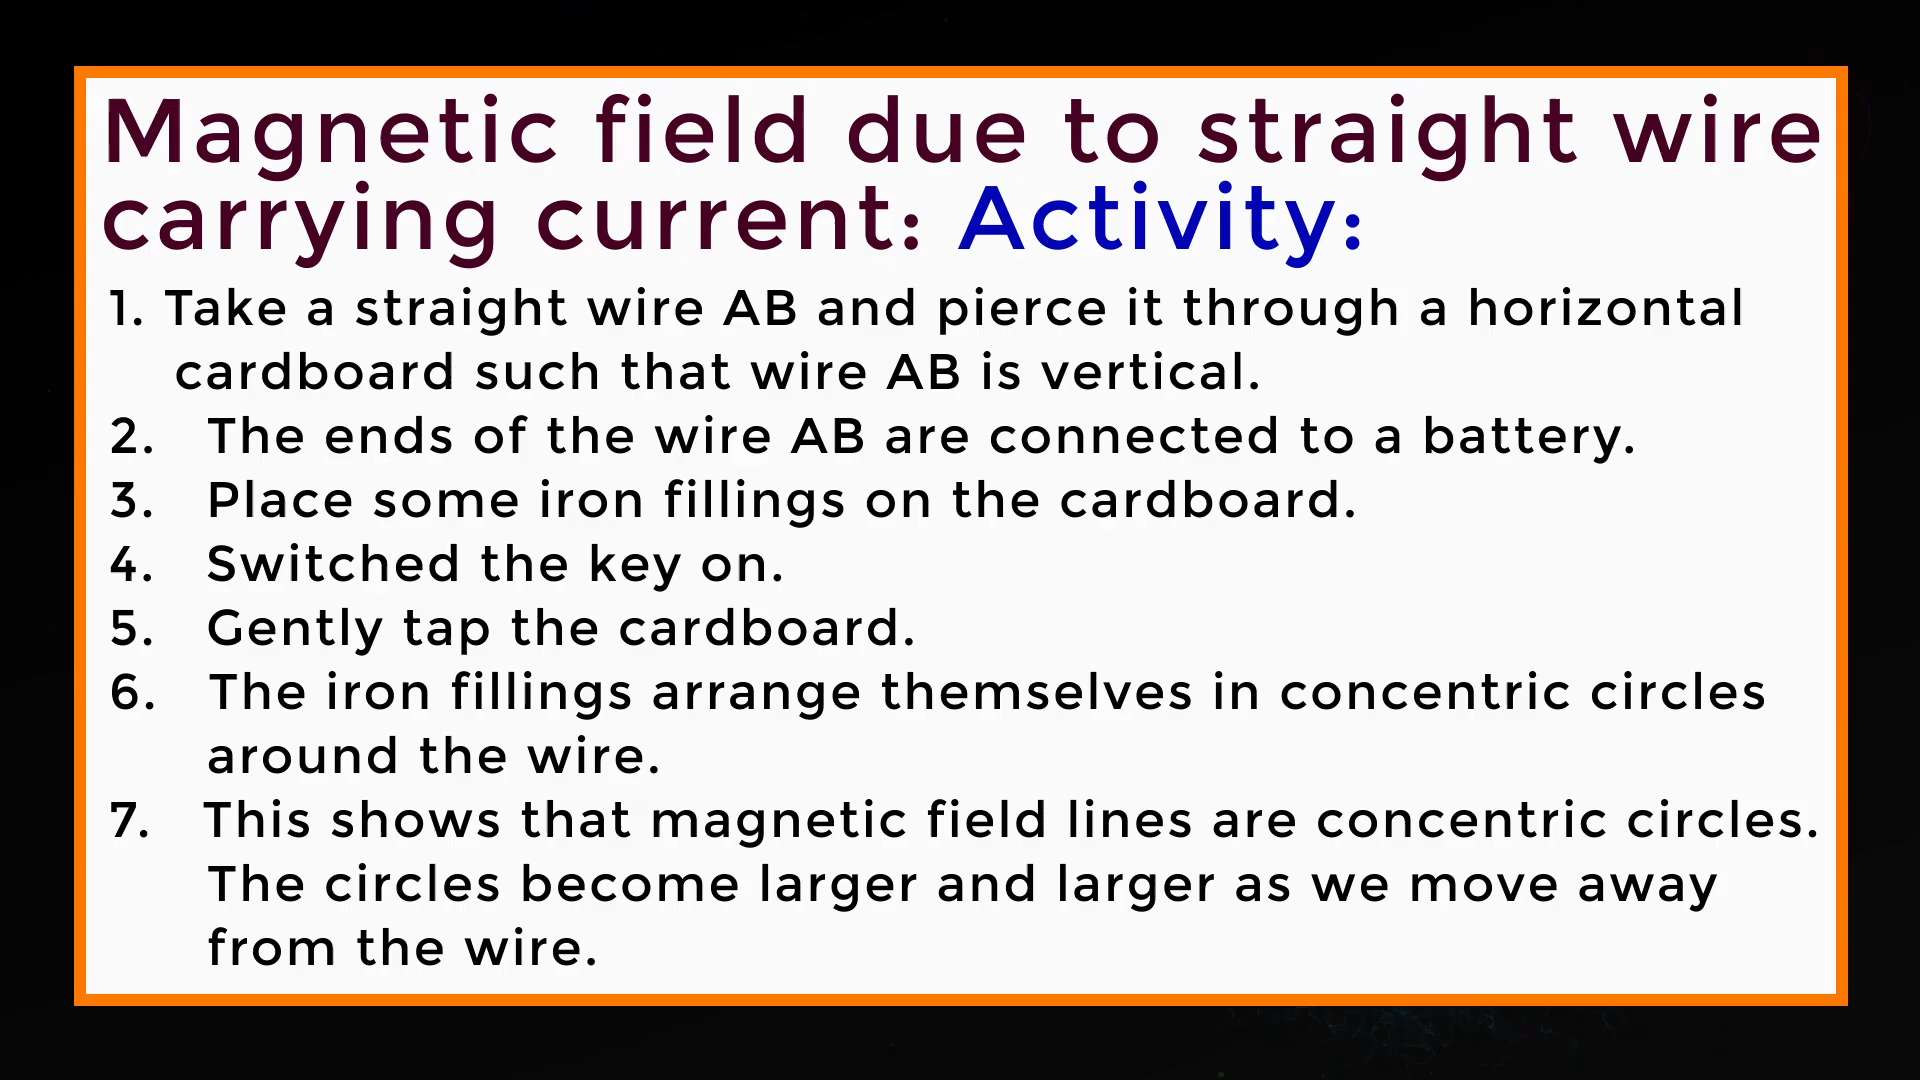 Magnetic field due to straight wire
carrying current: Activity:
1. Take a straight wire AB and pierce it through a horizontal
cardboard such that wire AB is vertical.
2. The ends of the wire AB are connected to a battery.
3. Place some iron fillings on the cardboard.
4. Switched the key on.
5. Gently tap the cardboard.
6. The iron fillings arrange themselves in concentric circles
around the wire.
7. This shows that magnetic field lines are concentric circles.
The circles become larger and larger as we move away
from the wire.